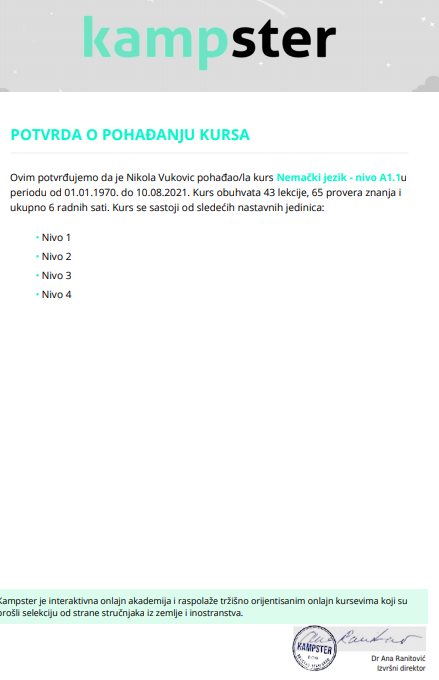 kampster
POTVRDA O POHAĐANJU KURSA
Ovim potvrđujemo da je Nikola Vukovic pohađao/la kurs Nemački jezik - nivo A1.1u
periodu od 01.01.1970. do 10.08.2021. Kurs obuhvata 43 lekcije, 65 provera znanja i
ukupno 6 radnih sati. Kurs se sastoji od sledećih nastavnih jedinica:
• Nivo 1
• Nivo 2
• Nivo 3
• Nivo 4
Kampster je interaktivna onlajn akademija i raspolaže tržišno orijentisanim onlajn kursevima koji su
prošli selekciju od strane stručnjaka iz zemlje i inostranstva.
KAMPSTER
Dr Ana Ranitović
Izvršni direktor